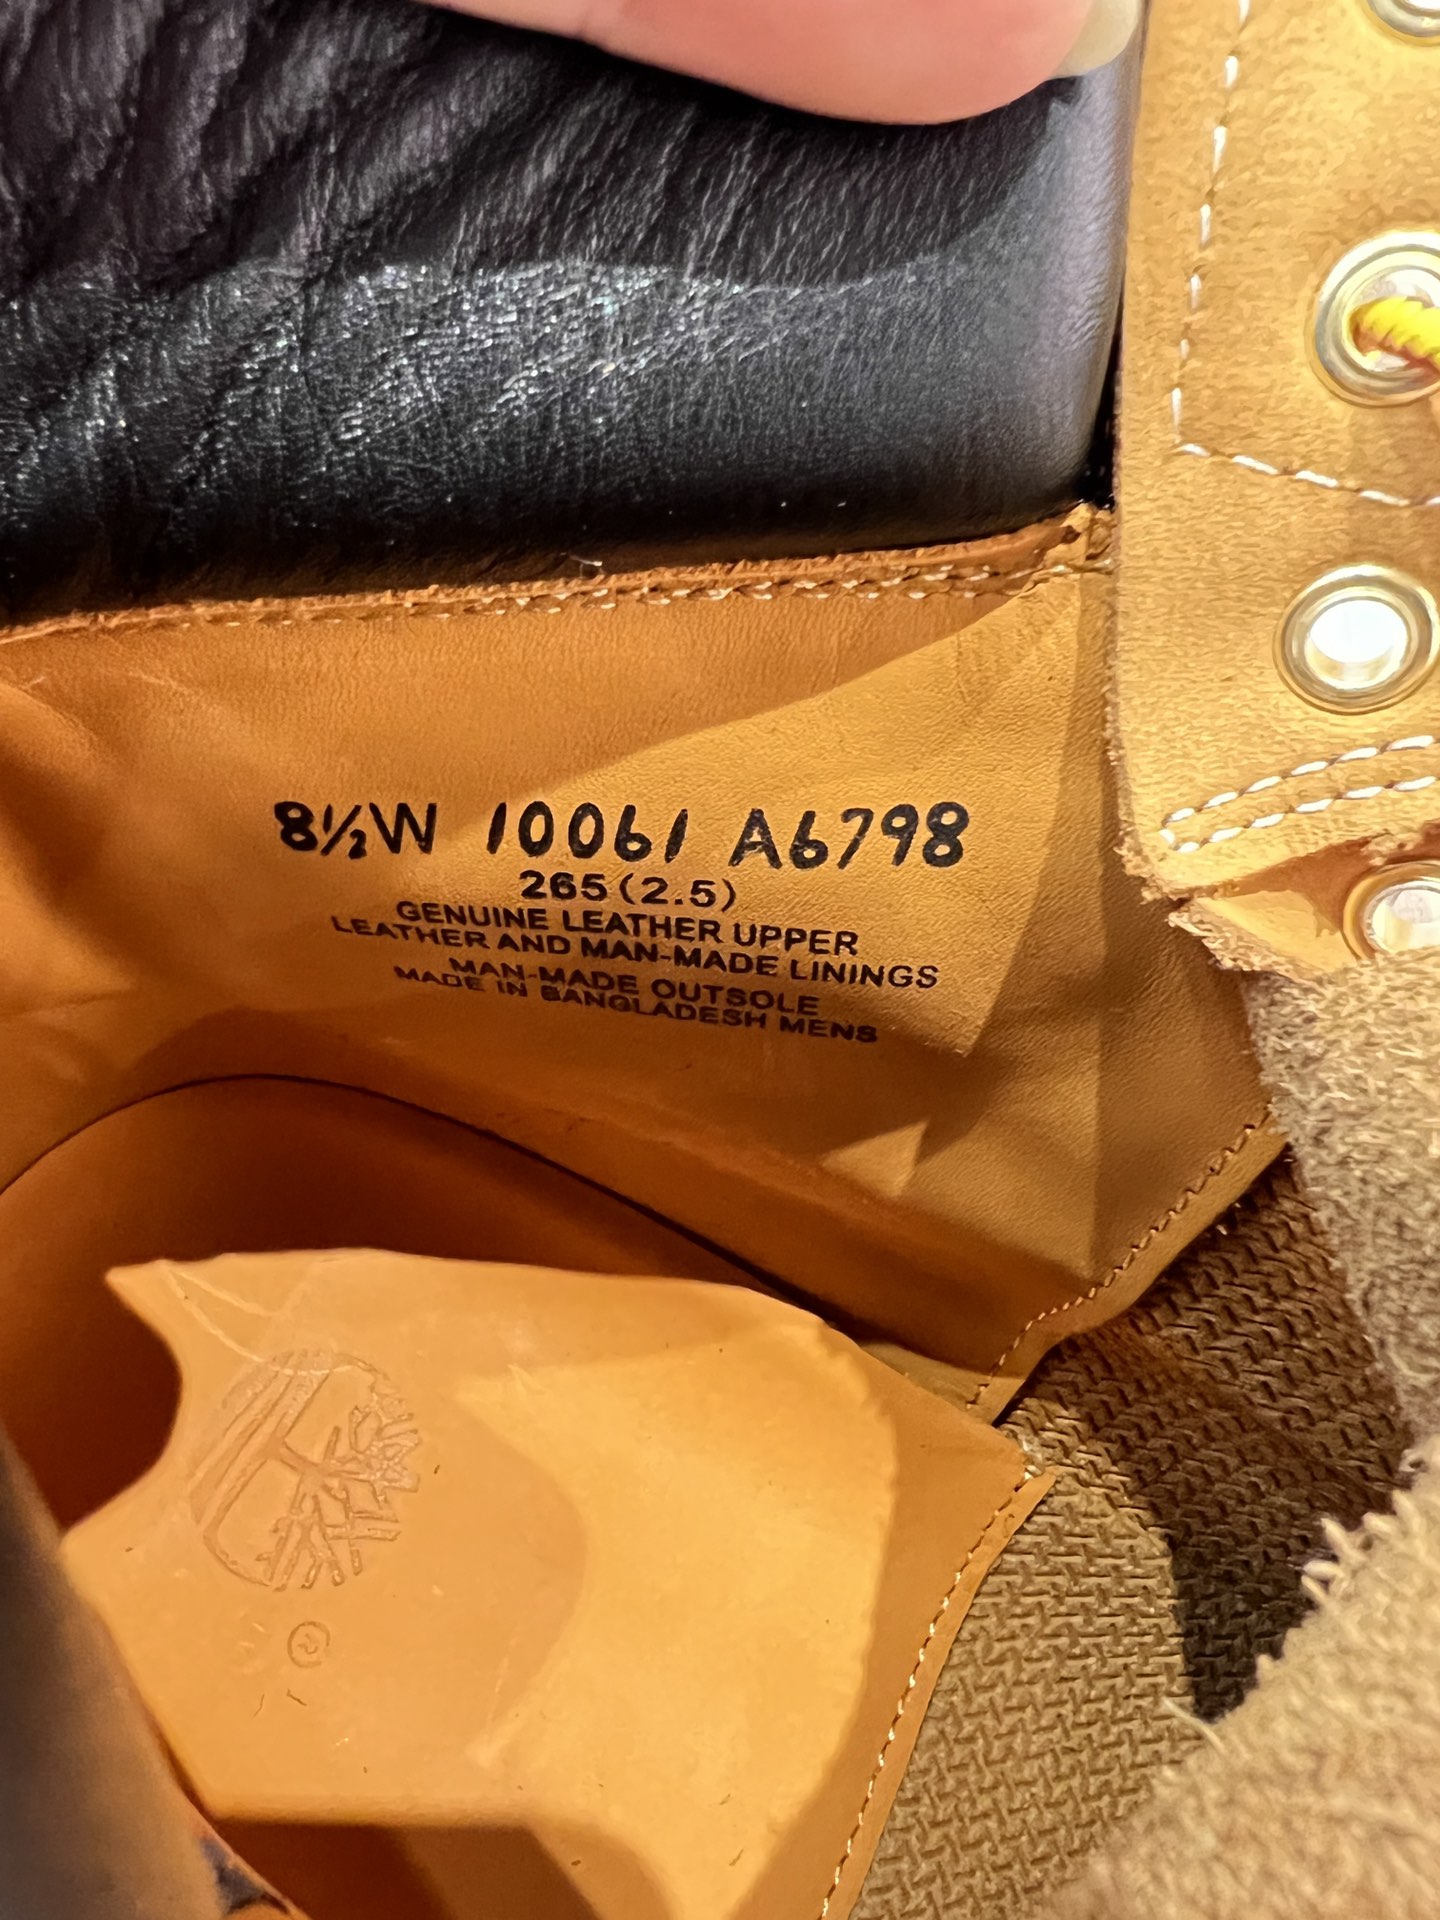 8½W 10061 A6798
265(2.5)
GENUINE LEATHER UPPER
LEATHER AND MAN-MADE LININGS
MAN-MADE OUTSOLE
MADE IN BANGLADESH MENS
®